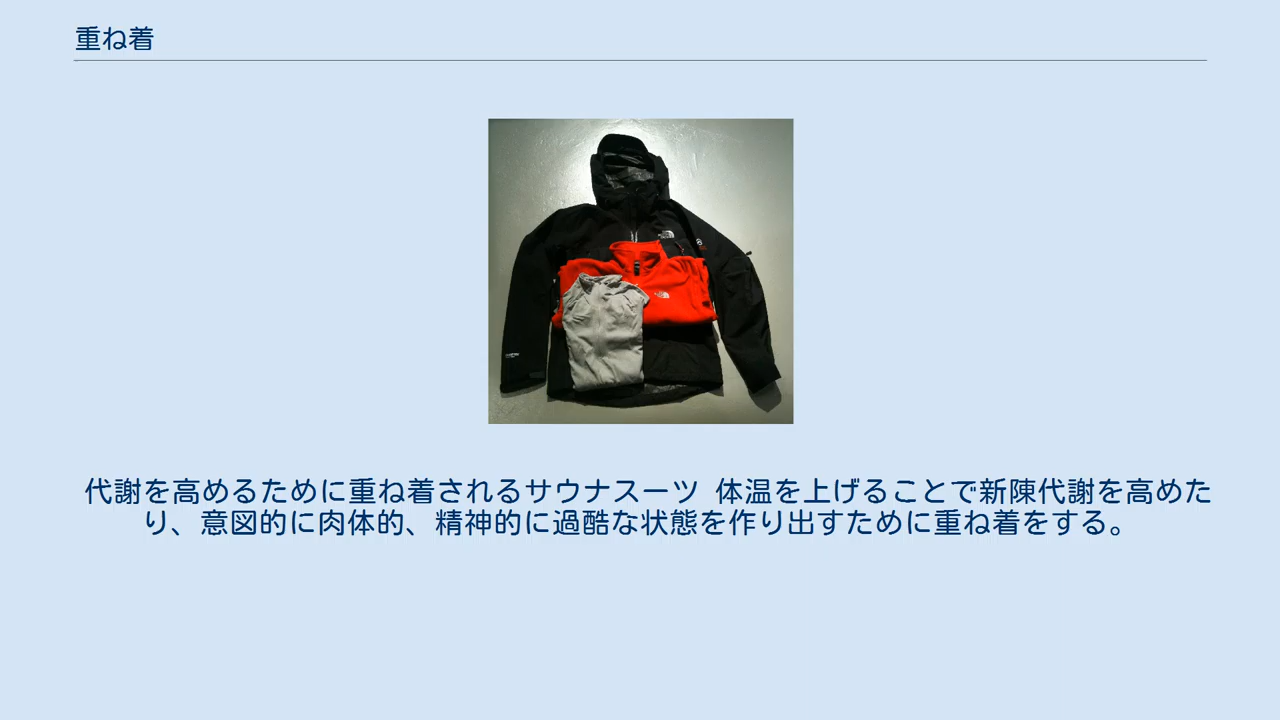 重ね着
代謝を高めるために重ね着されるサウナスーツ 体温を上げることで新陳代謝を高めた
り、意図的に肉体的、精神的に過酷な状態を作り出すために重ね着をする。